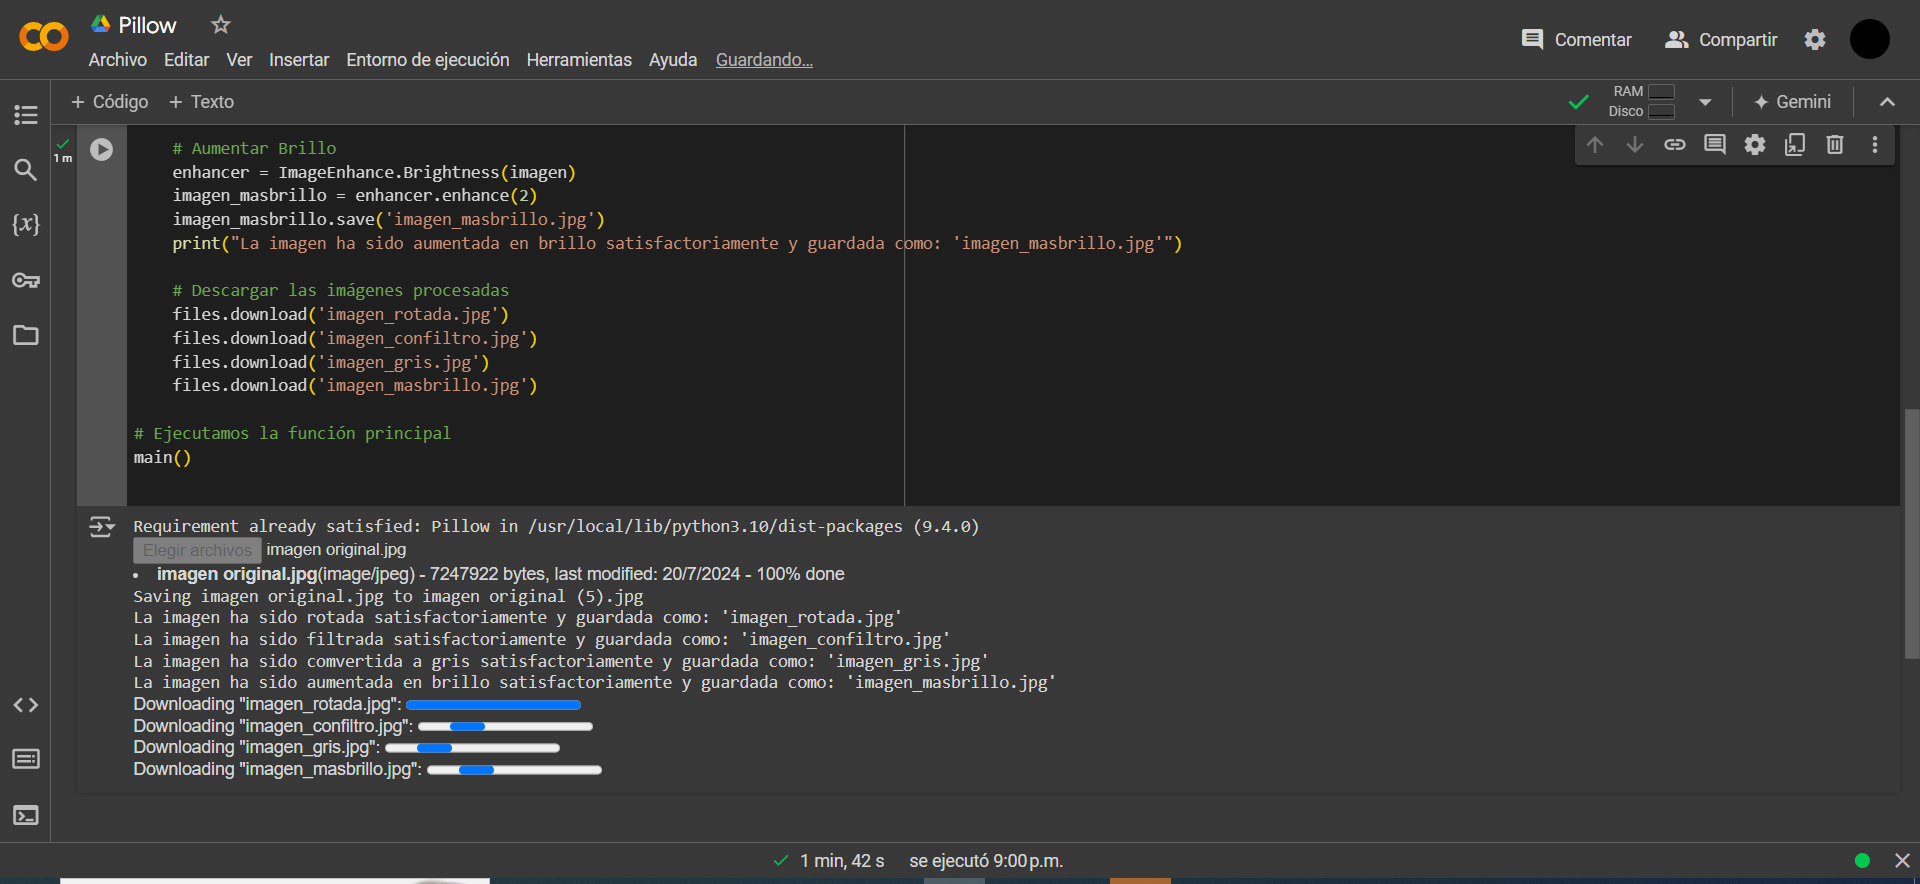 Pillow
Archivo Editar Ver Insertar Entorno de ejecución Herramientas Ayuda Guardando...
Comentar Compartir
+ Código + Texto
RAM
Disco
Gemini
1 m
# Aumentar Brillo
enhancer = ImageEnhance.Brightness(imagen)
imagen_masbrillo = enhancer.enhance(2)
imagen_masbrillo.save('imagen_masbrillo.jpg')
print("La imagen ha sido aumentada en brillo satisfactoriamente y guardada como: 'imagen_masbrillo.jpg'")
# Descargar las imágenes procesadas
files.download('imagen_rotada.jpg')
files.download('imagen_confiltro.jpg')
files.download('imagen_gris.jpg')
files.download('imagen_masbrillo.jpg')
# Ejecutamos la función principal
main()
Requirement already satisfied: Pillow in /usr/local/lib/python3.10/dist-packages (9.4.0)
Elegir archivos imagen original.jpg
• imagen original.jpg(image/jpeg) - 7247922 bytes, last modified: 20/7/2024 - 100% done
Saving imagen original.jpg to imagen original (5).jpg
La imagen ha sido rotada satisfactoriamente y guardada como: 'imagen_rotada.jpg'
La imagen ha sido filtrada satisfactoriamente y guardada como: 'imagen_confiltro.jpg'
La imagen ha sido comvertida a gris satisfactoriamente y guardada como: 'imagen_gris.jpg'
La imagen ha sido aumentada en brillo satisfactoriamente y guardada como: 'imagen_masbrillo.jpg'
Downloading "imagen_rotada.jpg":
Downloading "imagen_confiltro.jpg":
Downloading "imagen_gris.jpg":
Downloading "imagen_masbrillo.jpg":
1 min, 42 s se ejecutó 9:00 p.m.